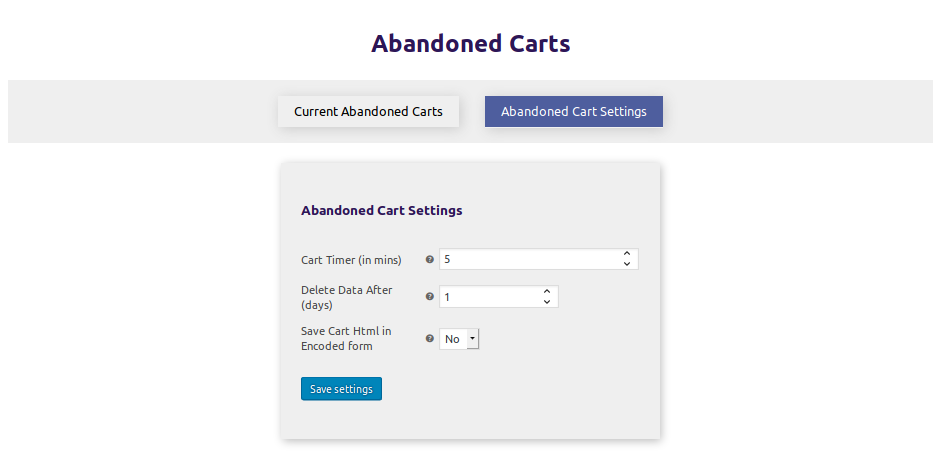 Abandoned Carts
Current Abandoned Carts
Abandoned Cart Settings
Abandoned Cart Settings
Cart Timer (in mins)
5
Delete Data After
(days)
1
Save Cart Html in
Encoded form
No
Save settings